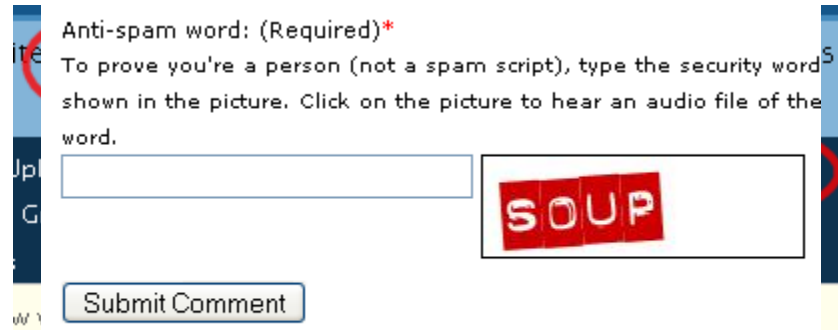 Anti-spam word: (Required)*
To prove you're a person (not a spam script), type the security word
shown in the picture. Click on the picture to hear an audio file of the
word.
SOUP
Submit Comment